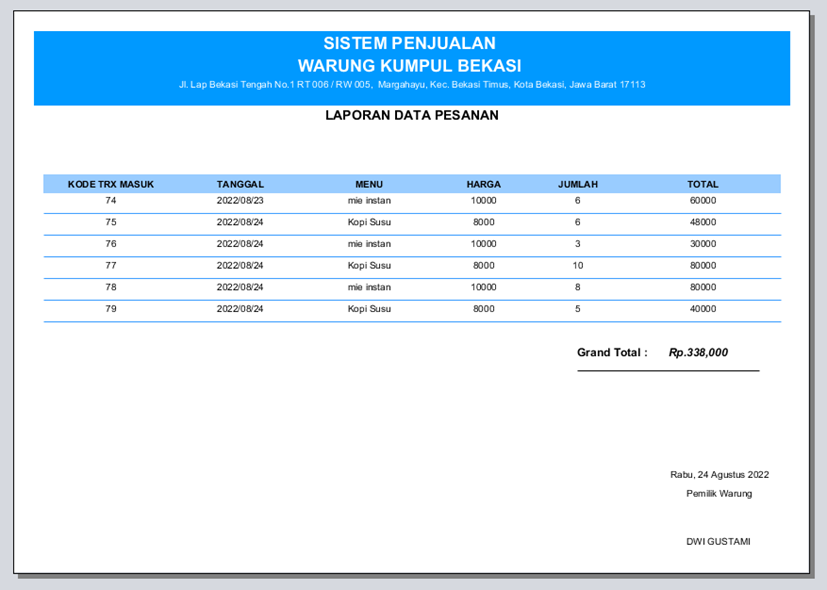 SISTEM PENJUALAN
WARUNG KUMPUL BEKASI
Jl. Lap Bekasi Tengah No.1 RT 006 / RW 005, Margahayu, Kec. Bekasi Timus, Kota Bekasi, Jawa Barat 17113
LAPORAN DATA PESANAN
KODE TRX MASUK TANGGAL MENU HARGA JUMLAH TOTAL
74 2022/08/23 mie instan 10000 6 60000
75 2022/08/24 Kopi Susu 8000 6 48000
76 2022/08/24 mie instan 10000 3 30000
77 2022/08/24 Kopi Susu 8000 10 80000
78 2022/08/24 mie instan 10000 8 80000
79 2022/08/24 Kopi Susu 8000 5 40000
Grand Total : Rp.338,000
Rabu, 24 Agustus 2022
Pemilik Warung
DWI GUSTAMI